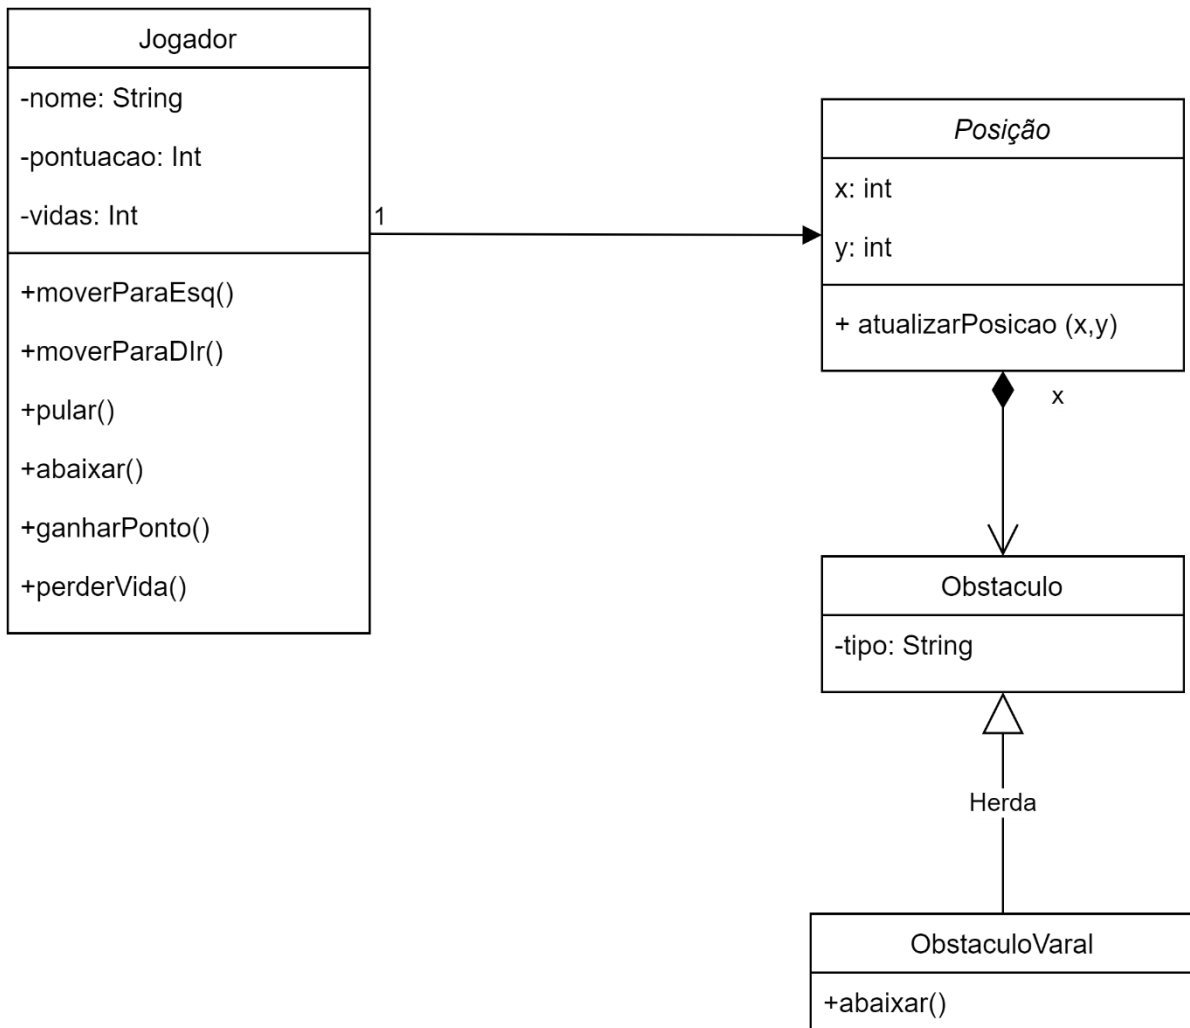 Jogador
-nome: String
-pontuacao: Int
-vidas: Int
+moverParaEsq()
+moverParaDIr()
+pular()
+abaixar()
+ganharPonto()
+perderVida()
1
Posição
x: int
y: int
+ atualizarPosicao (x,y)
x
Obstaculo
-tipo: String
Herda
ObstaculoVaral
+abaixar()